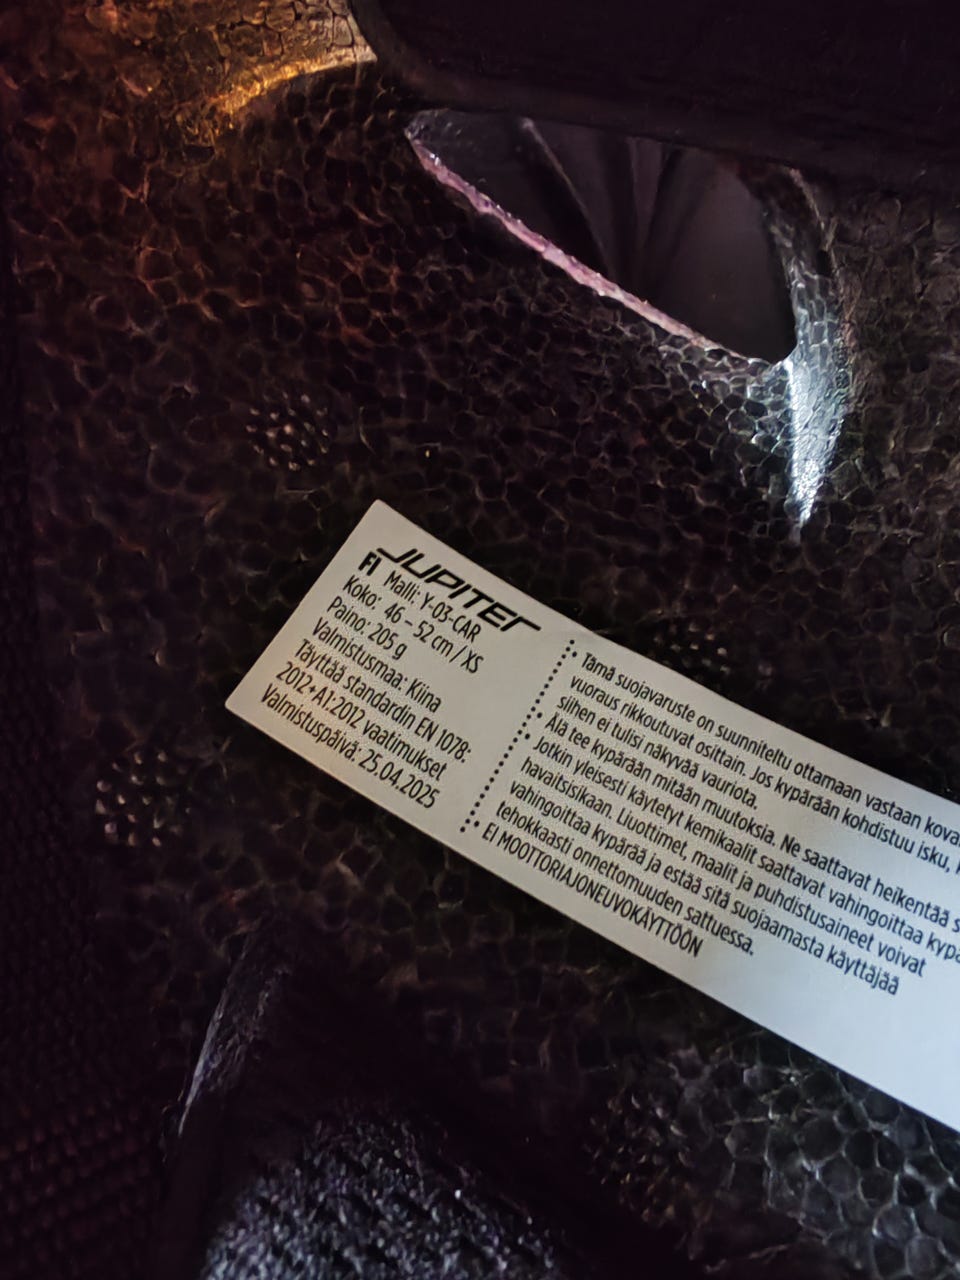 JUPITER
FI Malli: Y-03-CAR
Koko: 46 – 52 cm / XS
Paino: 205 g
Valmistusmaa: Kiina
Täyttää standardin EN 1078:
2012+A1:2012 vaatimukset
Valmistuspäivä: 25.04.2025
• Tämä suojavaruste on suunniteltu ottamaan vastaan
vuoraus rikkoutuvat osittain. Jos kypärään kohdistuu isku,
siihen ei tulisi näkyvää vauriota.
• Älä tee kypärään mitään muutoksia. Ne saattavat heikentää
• Jotkin yleisesti käytetyt kemikaalit saattavat vahingoittaa
havaitsisikaan. Liuottimet, maalit ja puhdistusaineet voivat
vahingoittaa kypärää ja estää sitä suojaamasta käyttäjää
tehokkaasti onnettomuuden sattuessa.
• EI MOOTTORIAJONEUVOKÄYTTÖÖN